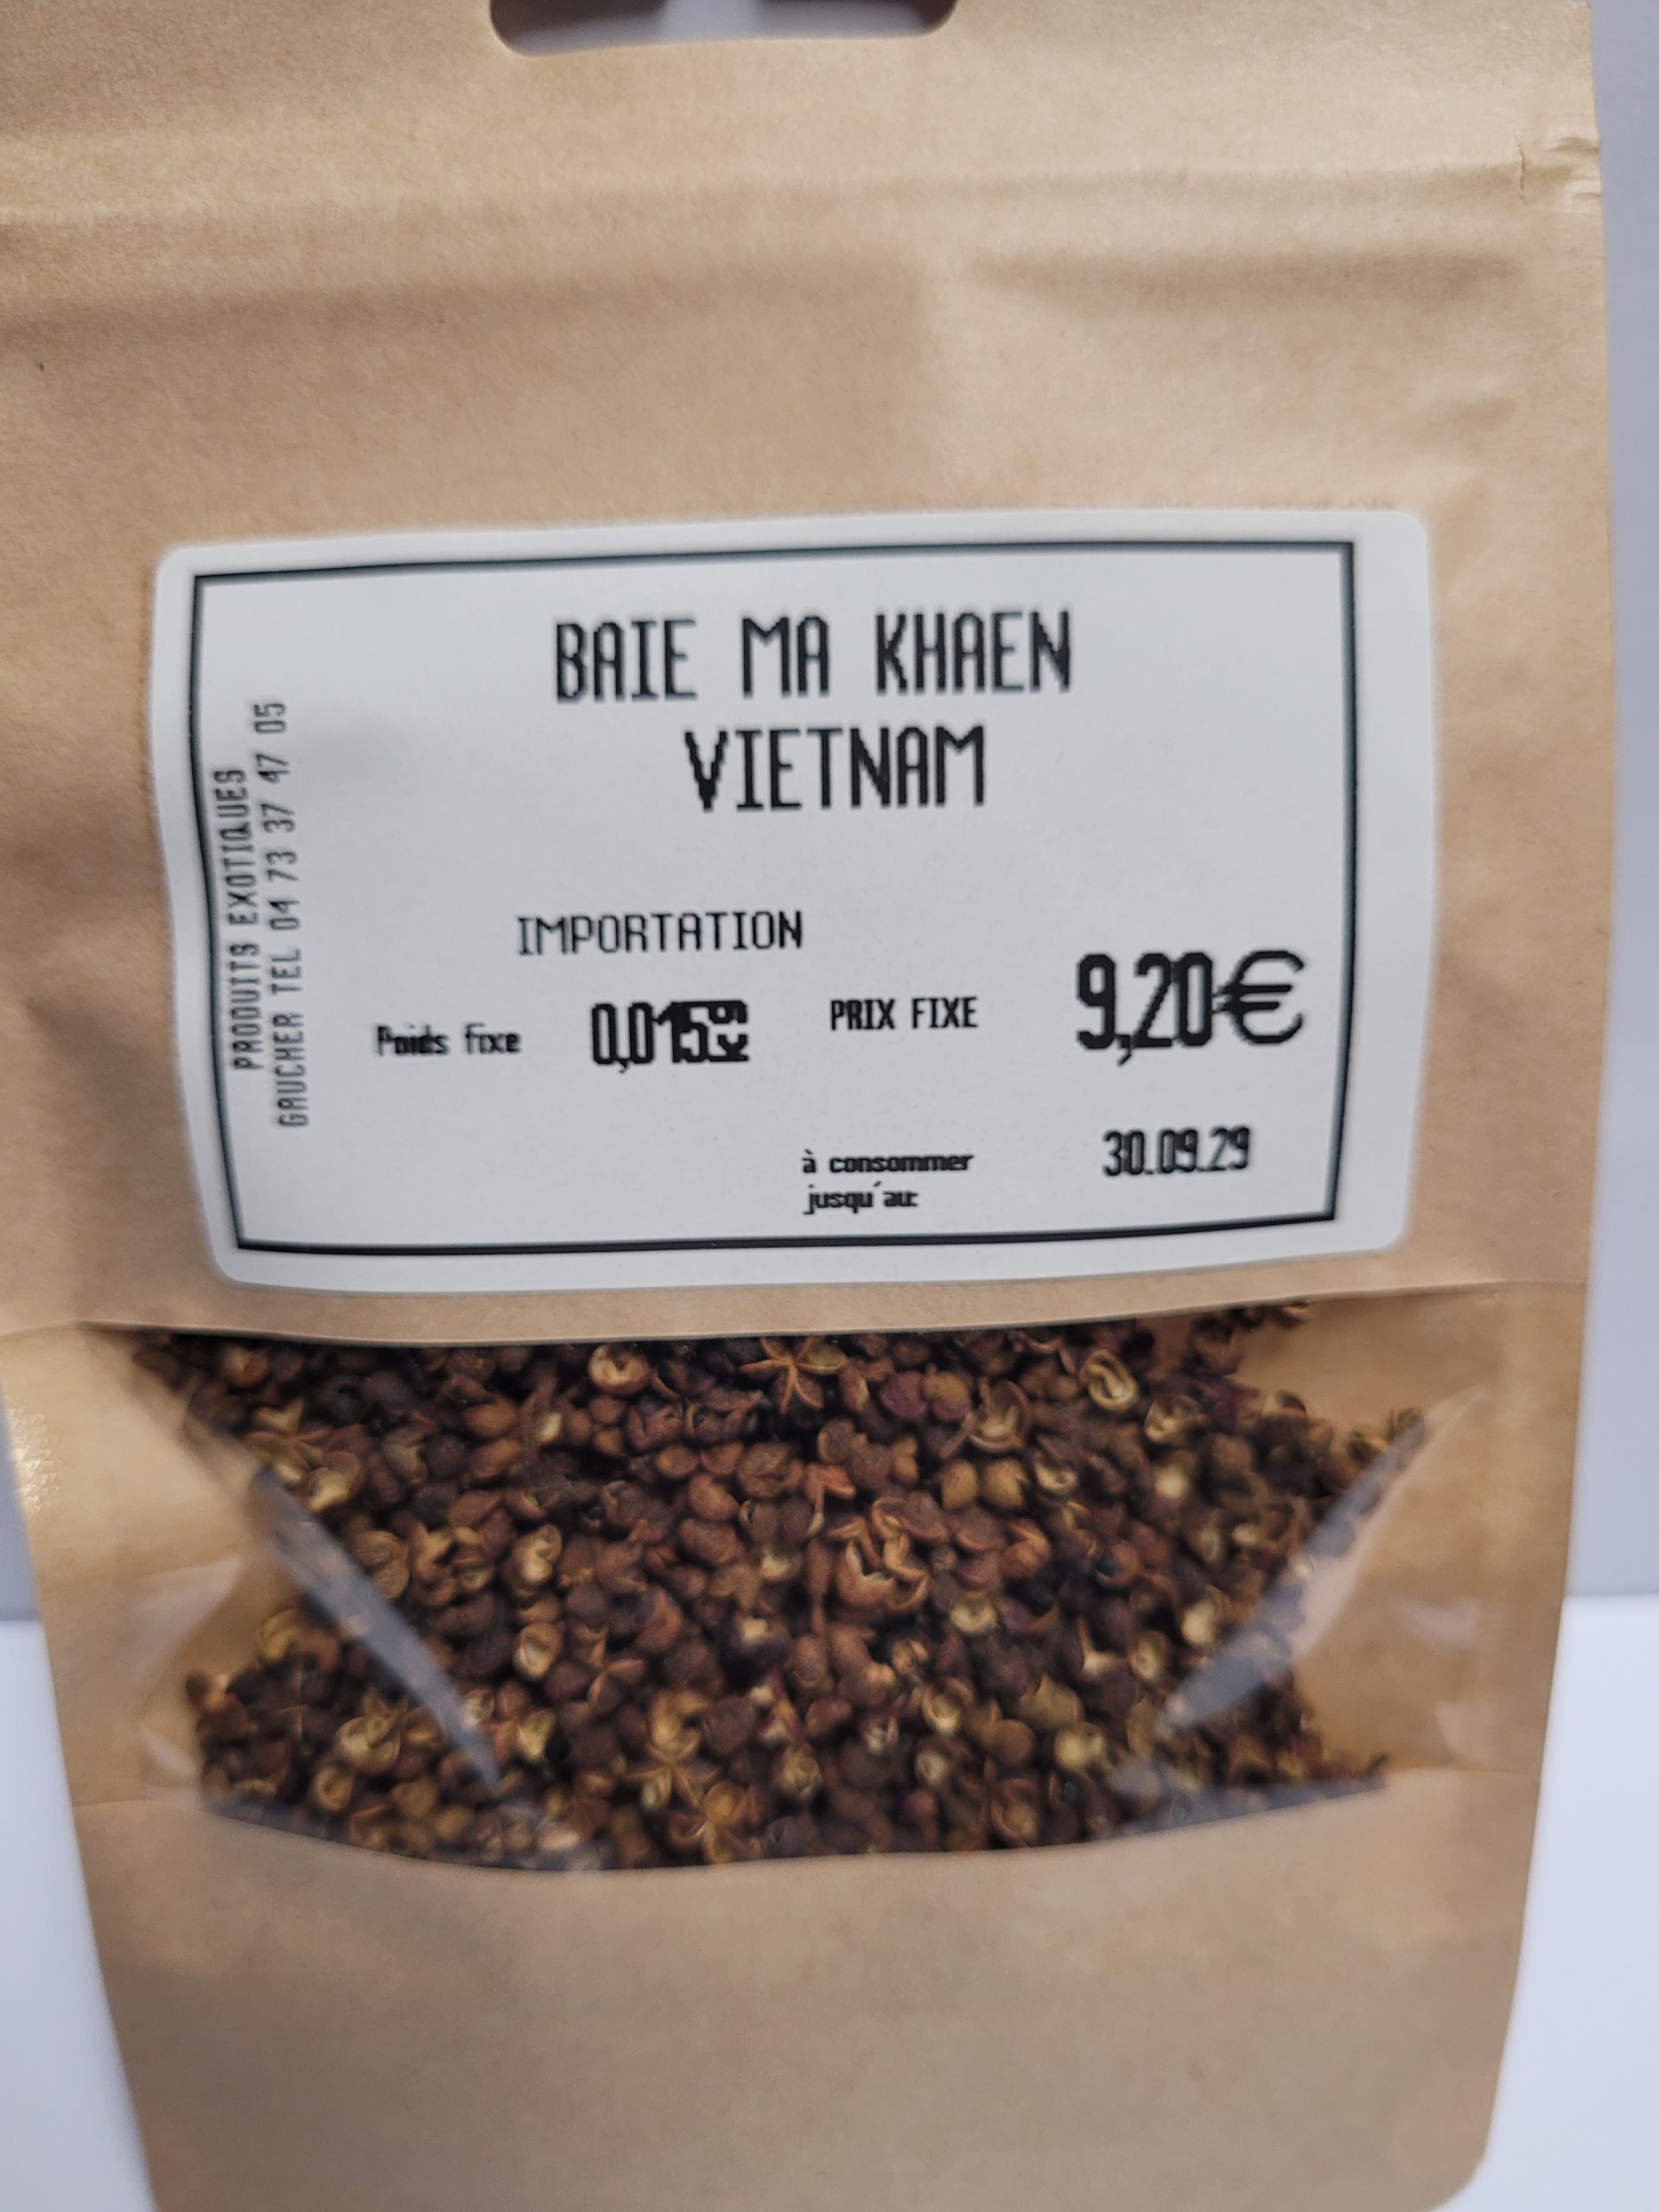 BAIE MA KHAEN
VIETNAM
IMPORTATION
Poids fixe 0,015kg PRIX FIXE 9,20€
à consommer
jusqu'au: 30.09.29
PRODUITS EXOTIQUES
GAUCHER TEL 04 73 37 47 05